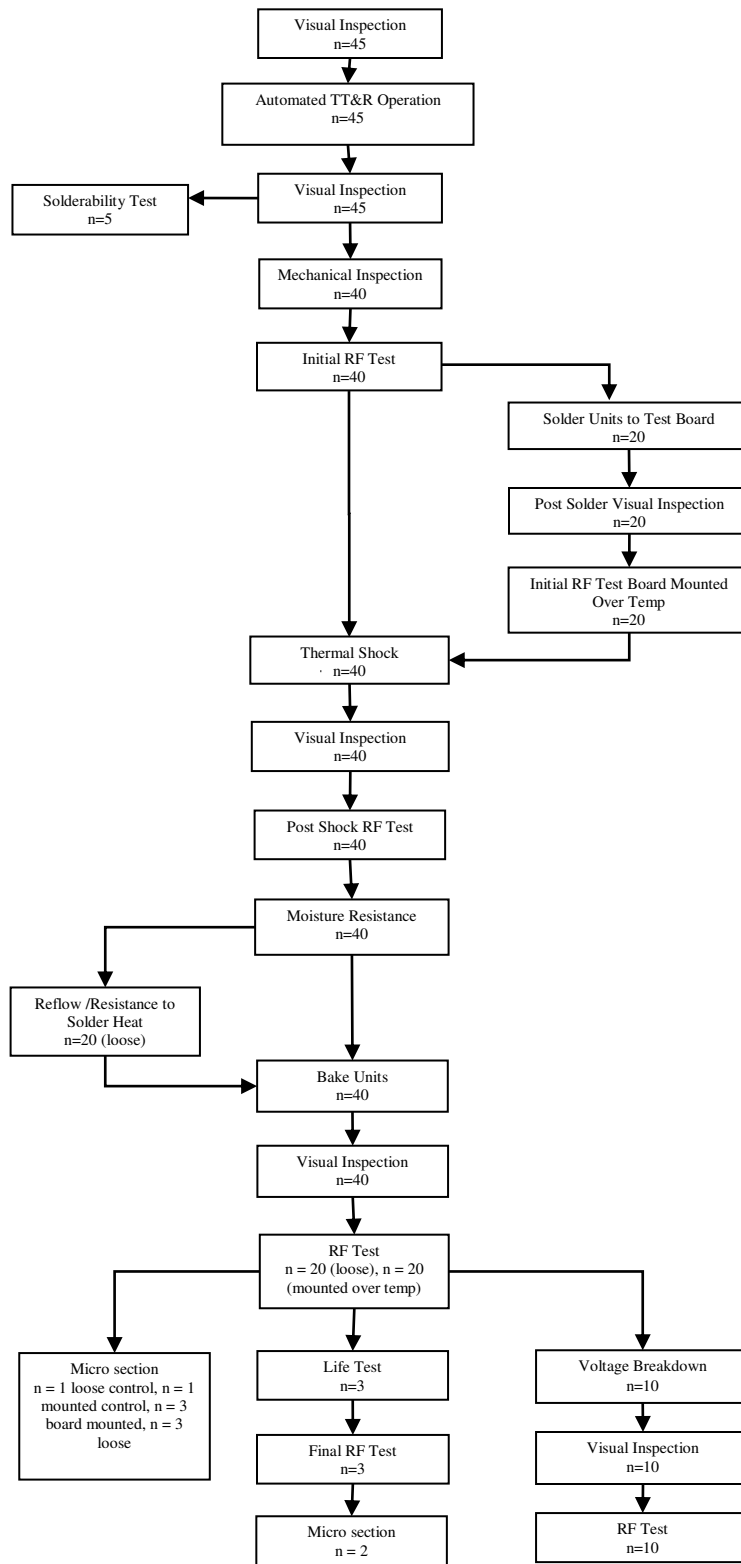 Visual Inspection
n=45
Automated TT&R Operation
n=45
Solderability Test
n=5
Visual Inspection
n=45
Mechanical Inspection
n=40
Initial RF Test
n=40
Solder Units to Test Board
n=20
Post Solder Visual Inspection
n=20
Initial RF Test Board Mounted
Over Temp
n=20
Thermal Shock
n=40
Visual Inspection
n=40
Post Shock RF Test
n=40
Moisture Resistance
n=40
Reflow /Resistance to
Solder Heat
n=20 (loose)
Bake Units
n=40
Visual Inspection
n=40
RF Test
n = 20 (loose), n = 20
(mounted over temp)
Micro section
n = 1 loose control, n = 1
mounted control, n = 3
board mounted, n = 3
loose
Life Test
n=3
Final RF Test
n=3
Micro section
n = 2
Voltage Breakdown
n=10
Visual Inspection
n=10
RF Test
n=10